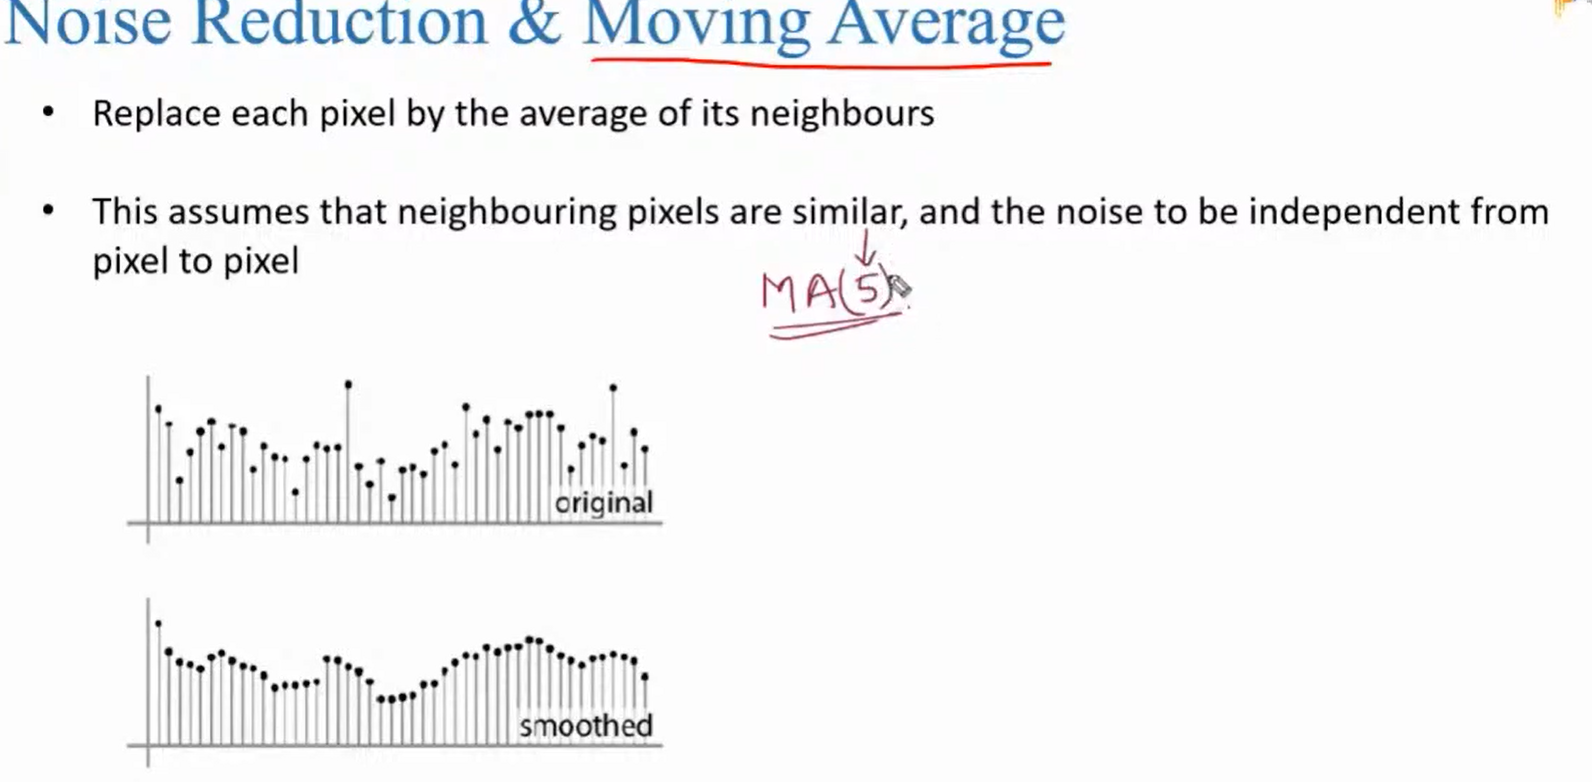 Noise Reduction & Moving Average
• Replace each pixel by the average of its neighbours
• This assumes that neighbouring pixels are similar, and the noise to be independent from
pixel to pixel
MA(5)
original
smoothed